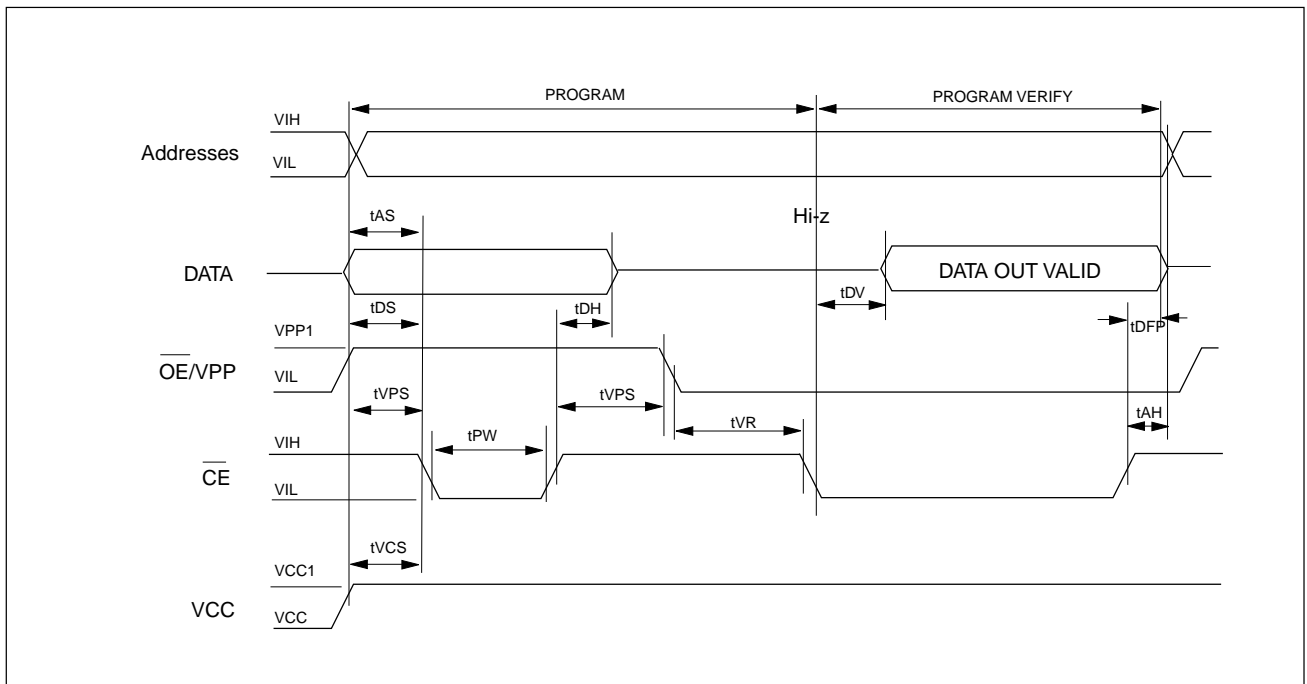 PROGRAM
PROGRAM VERIFY
VIH
Addresses
VIL
tAS
Hi-z
DATA
DATA OUT VALID
tDS
tDH
tDV
tDFP
VPP1
OE/VPP
VIL
tVPS
tVPS
tAH
tPW
tVR
VIH
CE
VIL
tVCS
VCC1
VCC
VCC